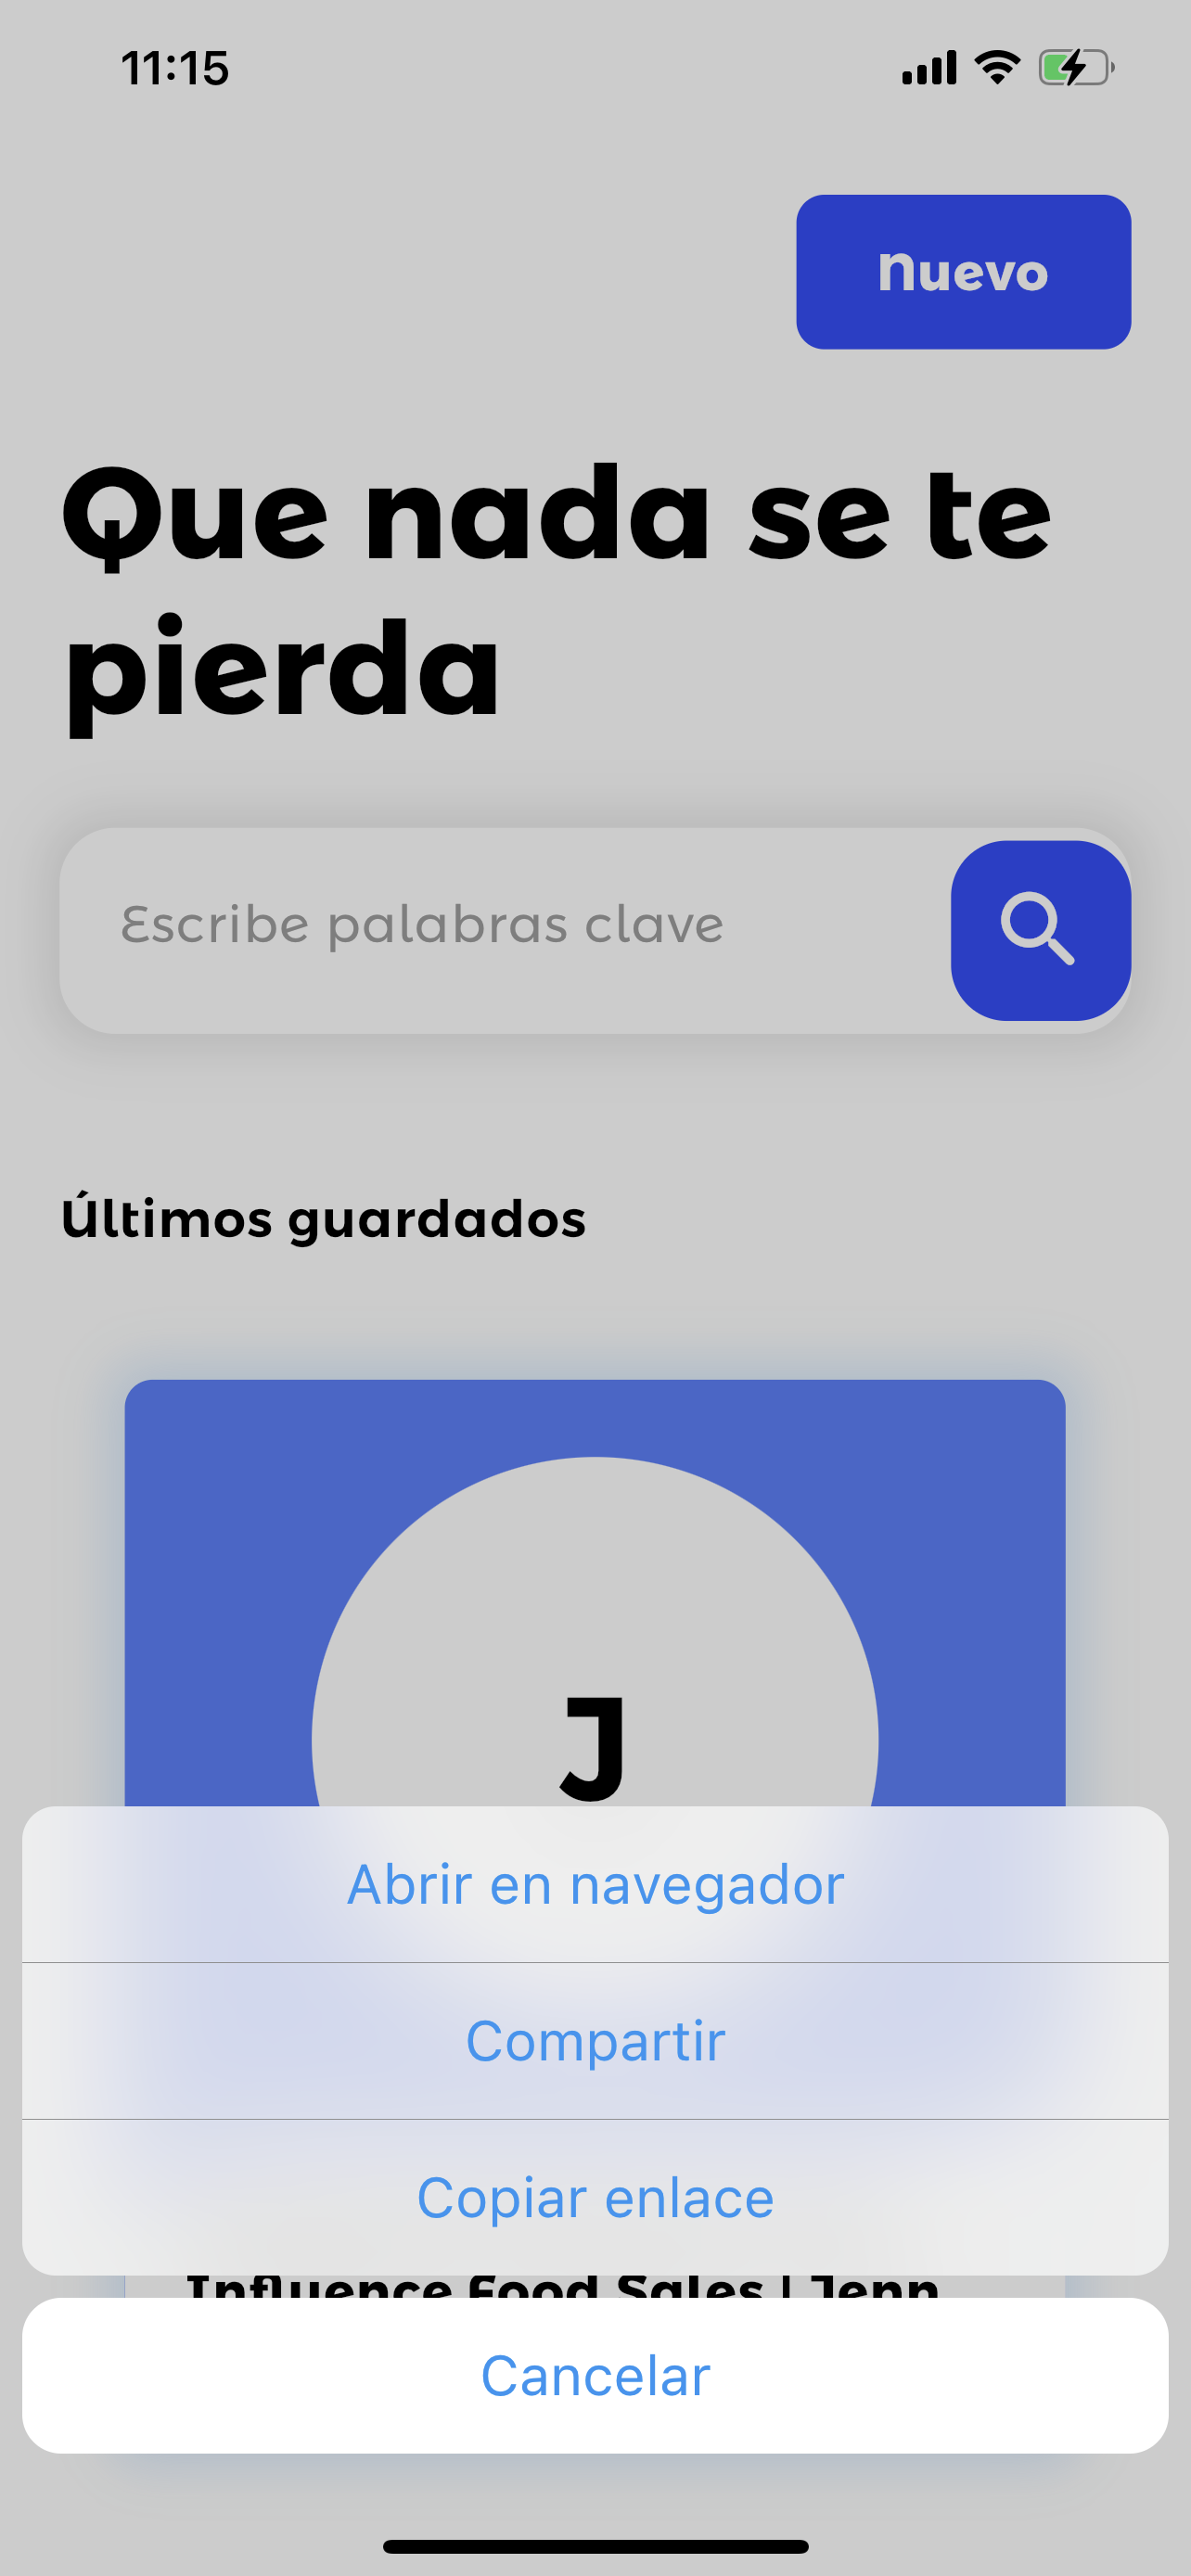 11:15
Nuevo
Que nada se te
pierda
Escribe palabras clave
Últimos guardados
J
Abrir en navegador
Compartir
Copiar enlace
Influence Food Sales | Jenn
Cancelar